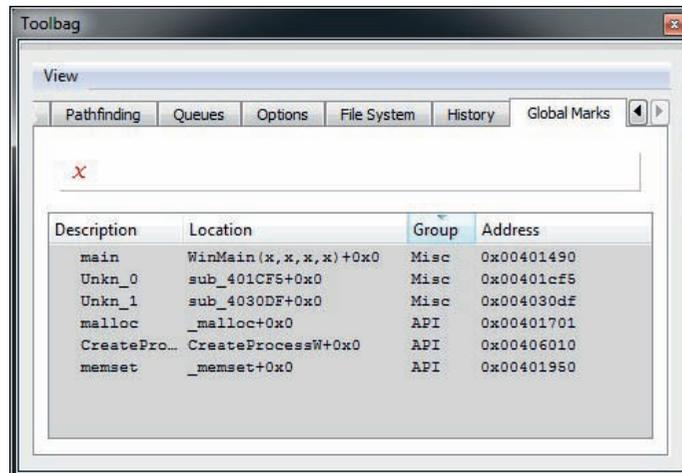 Toolbag
View
Pathfinding Queues Options File System History Global Marks
x
Description Location Group Address
main WinMain(x,x,x,x)+0x0 Misc 0x00401490
Unkn_0 sub_401CF5+0x0 Misc 0x00401cf5
Unkn_1 sub_4030DF+0x0 Misc 0x004030df
malloc _malloc+0x0 API 0x00401701
CreatePro... CreateProcessW+0x0 API 0x00406010
memset _memset+0x0 API 0x00401950